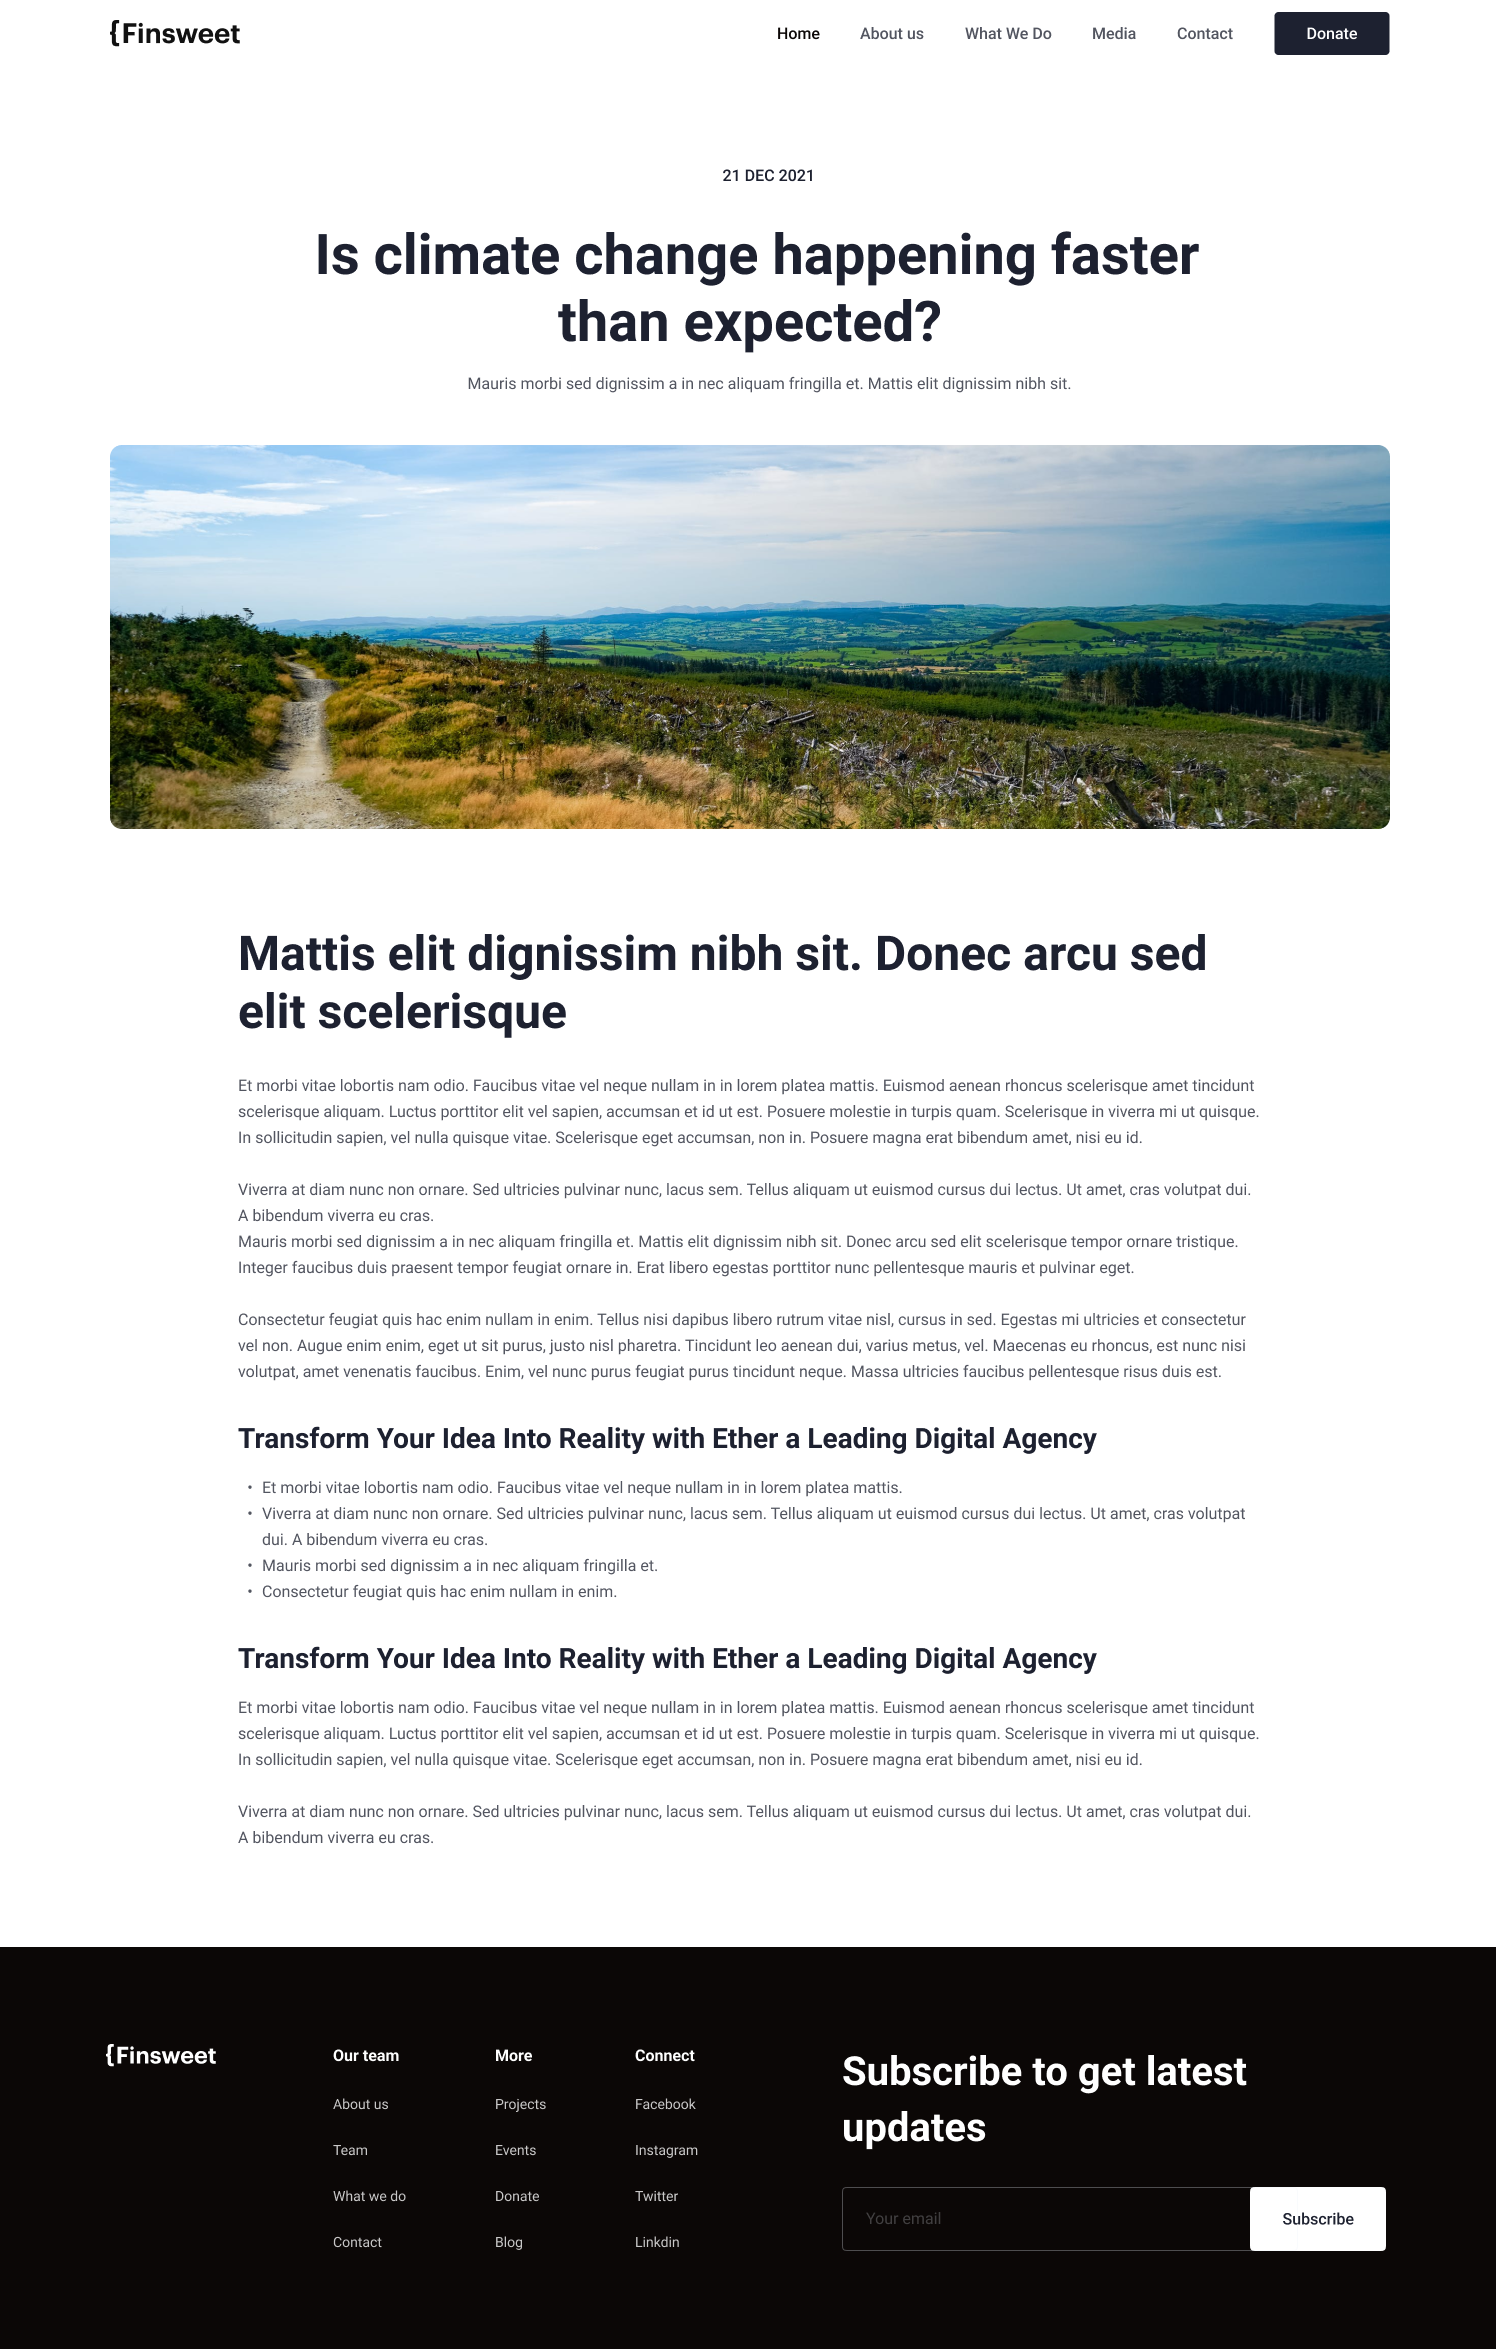 {Finsweet
Home About us What We Do Media Contact Donate
21 DEC 2021
Is climate change happening faster
than expected?
Mauris morbi sed dignissim a in nec aliquam fringilla et. Mattis elit dignissim nibh sit.
Mattis elit dignissim nibh sit. Donec arcu sed
elit scelerisque
Et morbi vitae lobortis nam odio. Faucibus vitae vel neque nullam in in lorem platea mattis. Euismod aenean rhoncus scelerisque amet tincidunt
scelerisque aliquam. Luctus porttitor elit vel sapien, accumsan et id ut est. Posuere molestie in turpis quam. Scelerisque in viverra mi ut quisque.
In sollicitudin sapien, vel nulla quisque vitae. Scelerisque eget accumsan, non in. Posuere magna erat bibendum amet, nisi eu id.
Viverra at diam nunc non ornare. Sed ultricies pulvinar nunc, lacus sem. Tellus aliquam ut euismod cursus dui lectus. Ut amet, cras volutpat dui.
A bibendum viverra eu cras.
Mauris morbi sed dignissim a in nec aliquam fringilla et. Mattis elit dignissim nibh sit. Donec arcu sed elit scelerisque tempor ornare tristique.
Integer faucibus duis praesent tempor feugiat ornare in. Erat libero egestas porttitor nunc pellentesque mauris et pulvinar eget.
Consectetur feugiat quis hac enim nullam in enim. Tellus nisi dapibus libero rutrum vitae nisl, cursus in sed. Egestas mi ultricies et consectetur
vel non. Augue enim enim, eget ut sit purus, justo nisl pharetra. Tincidunt leo aenean dui, varius metus, vel. Maecenas eu rhoncus, est nunc nisi
volutpat, amet venenatis faucibus. Enim, vel nunc purus feugiat purus tincidunt neque. Massa ultricies faucibus pellentesque risus duis est.
Transform Your Idea Into Reality with Ether a Leading Digital Agency
• Et morbi vitae lobortis nam odio. Faucibus vitae vel neque nullam in in lorem platea mattis.
• Viverra at diam nunc non ornare. Sed ultricies pulvinar nunc, lacus sem. Tellus aliquam ut euismod cursus dui lectus. Ut amet, cras volutpat
dui. A bibendum viverra eu cras.
• Mauris morbi sed dignissim a in nec aliquam fringilla et.
• Consectetur feugiat quis hac enim nullam in enim.
Transform Your Idea Into Reality with Ether a Leading Digital Agency
Et morbi vitae lobortis nam odio. Faucibus vitae vel neque nullam in in lorem platea mattis. Euismod aenean rhoncus scelerisque amet tincidunt
scelerisque aliquam. Luctus porttitor elit vel sapien, accumsan et id ut est. Posuere molestie in turpis quam. Scelerisque in viverra mi ut quisque.
In sollicitudin sapien, vel nulla quisque vitae. Scelerisque eget accumsan, non in. Posuere magna erat bibendum amet, nisi eu id.
Viverra at diam nunc non ornare. Sed ultricies pulvinar nunc, lacus sem. Tellus aliquam ut euismod cursus dui lectus. Ut amet, cras volutpat dui.
A bibendum viverra eu cras.
{Finsweet
Our team
About us
Team
What we do
Contact
More
Projects
Events
Donate
Blog
Connect
Facebook
Instagram
Twitter
Linkdin
Subscribe to get latest
updates
Your email
Subscribe